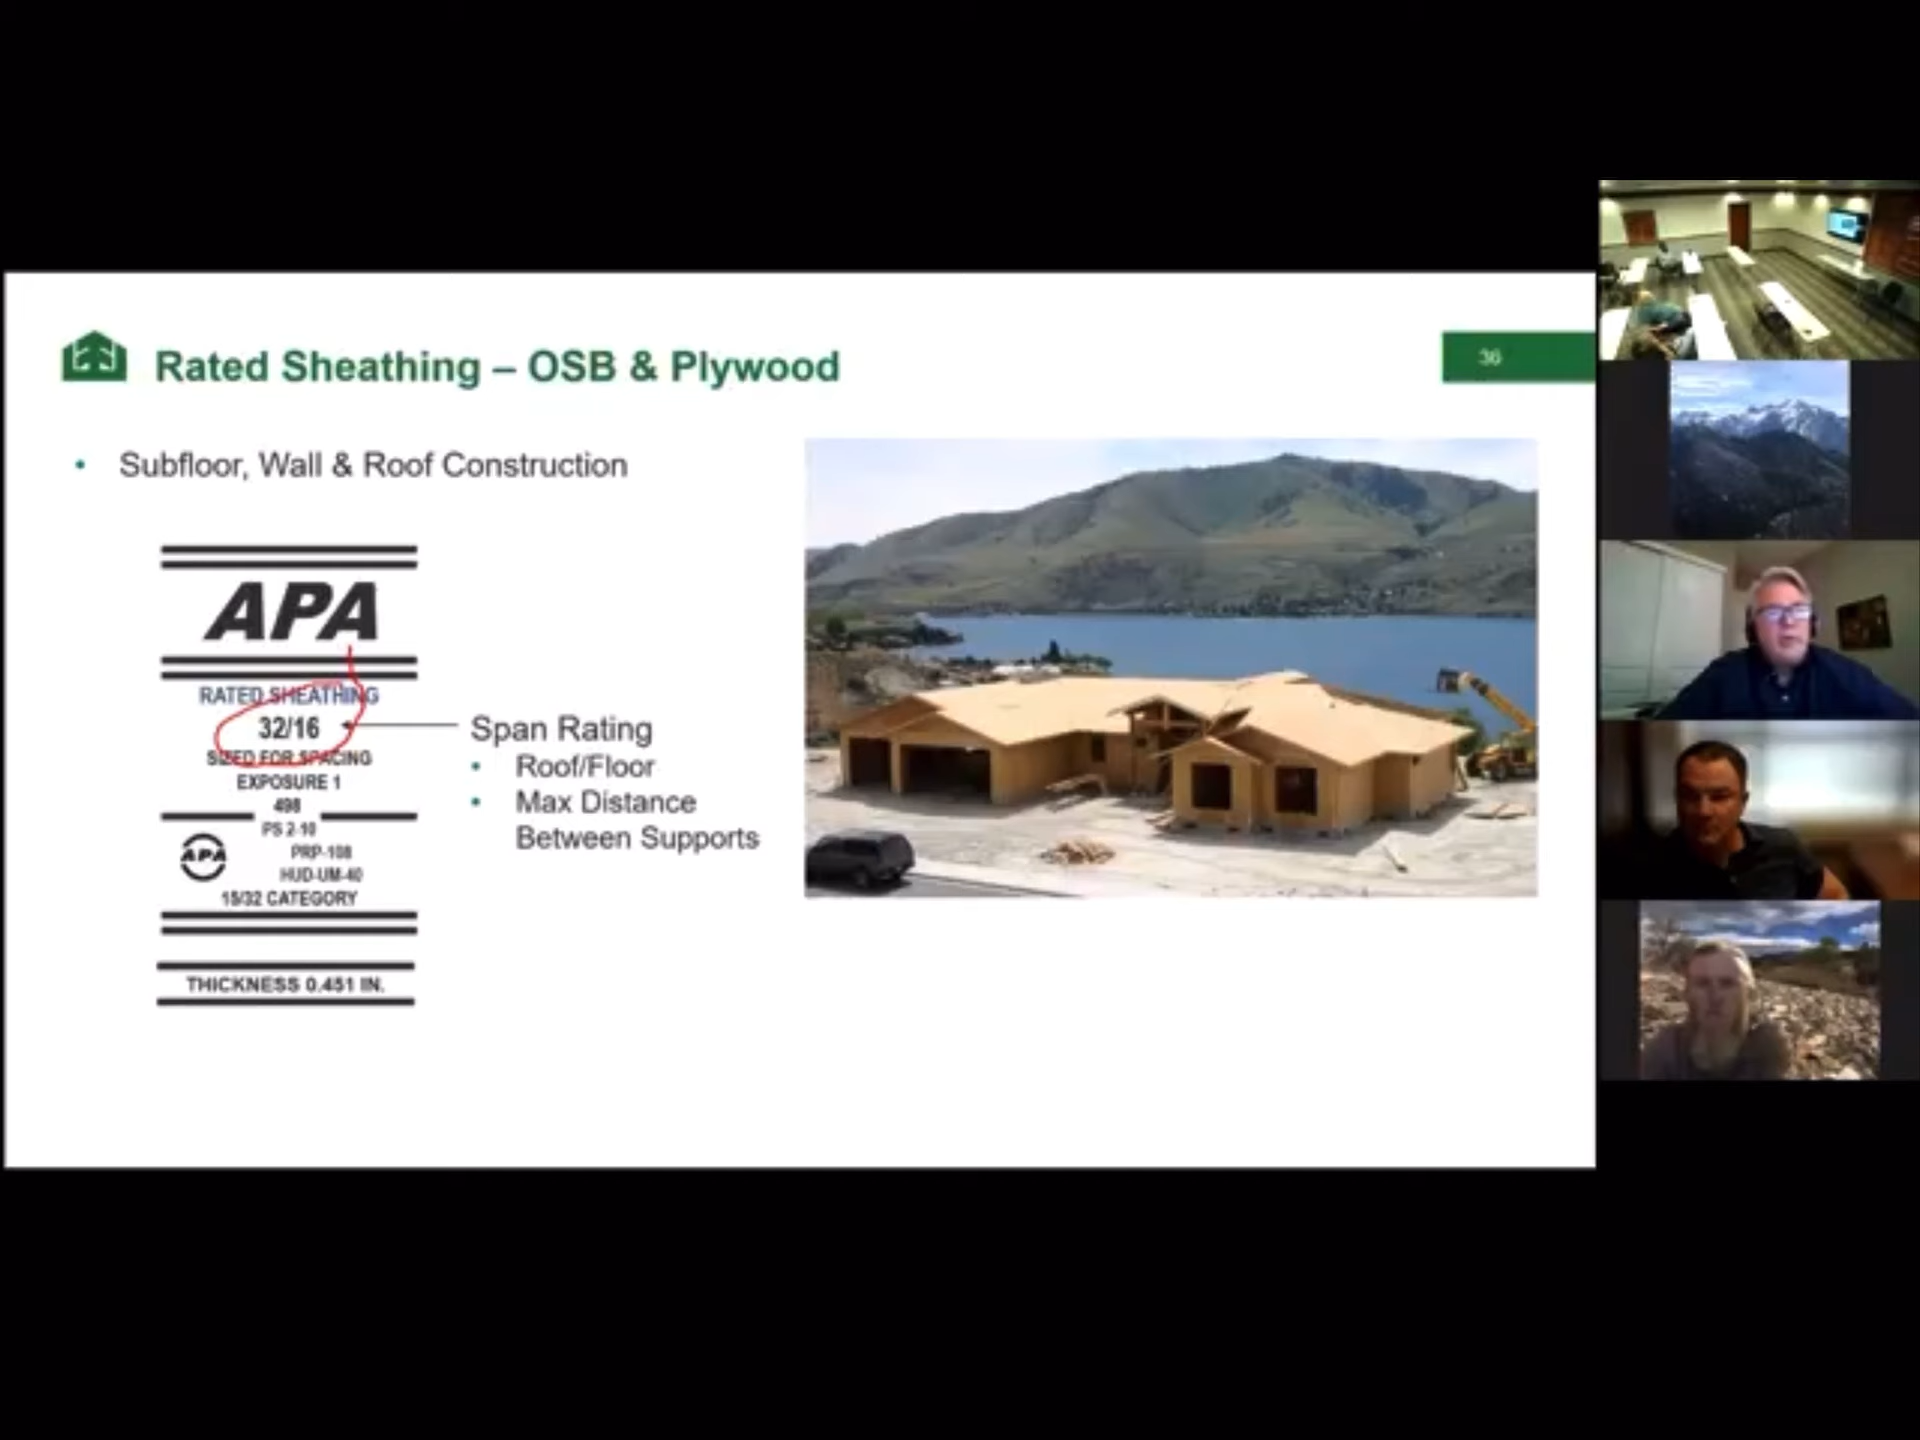 Rated Sheathing – OSB & Plywood
36
• Subfloor, Wall & Roof Construction
APA
RATED SHEATHING
32/16
SIZED FOR SPACING
EXPOSURE 1
498
PS 2-10
APA
PRP-108
HUD-UM-40
15/32 CATEGORY
THICKNESS 0.451 IN.
Span Rating
• Roof/Floor
• Max Distance
Between Supports